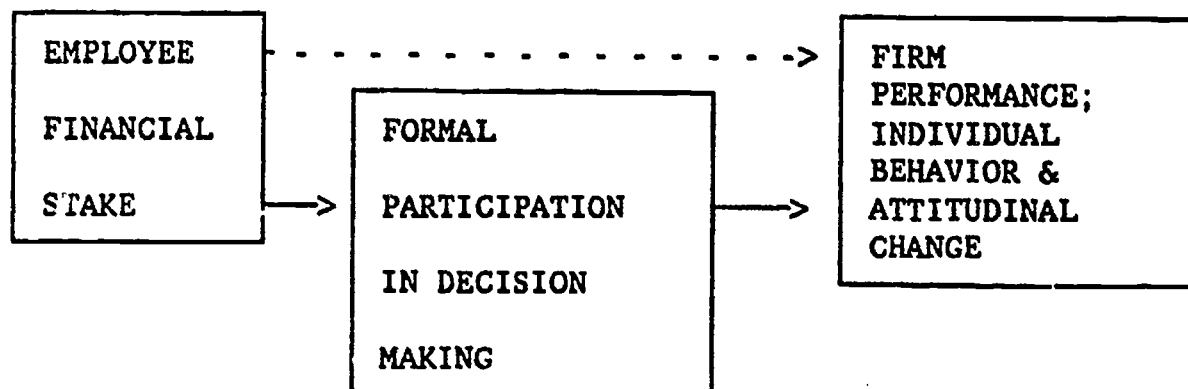 EMPLOYEE
FINANCIAL
STAKE
FORMAL
PARTICIPATION
IN DECISION
MAKING
FIRM
PERFORMANCE;
INDIVIDUAL
BEHAVIOR &
ATTITUDINAL
CHANGE